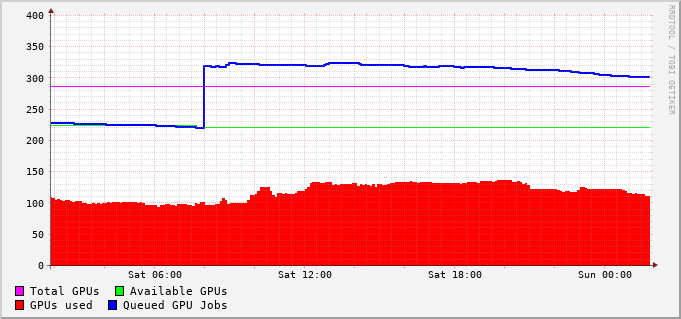 400
350
300
250
200
150
100
50
0
Sat 06:00 Sat 12:00 Sat 18:00 Sun 00:00
Total GPUs Available GPUs
GPUs used Queued GPU Jobs
RRDTOOL / TOBI OETIKER